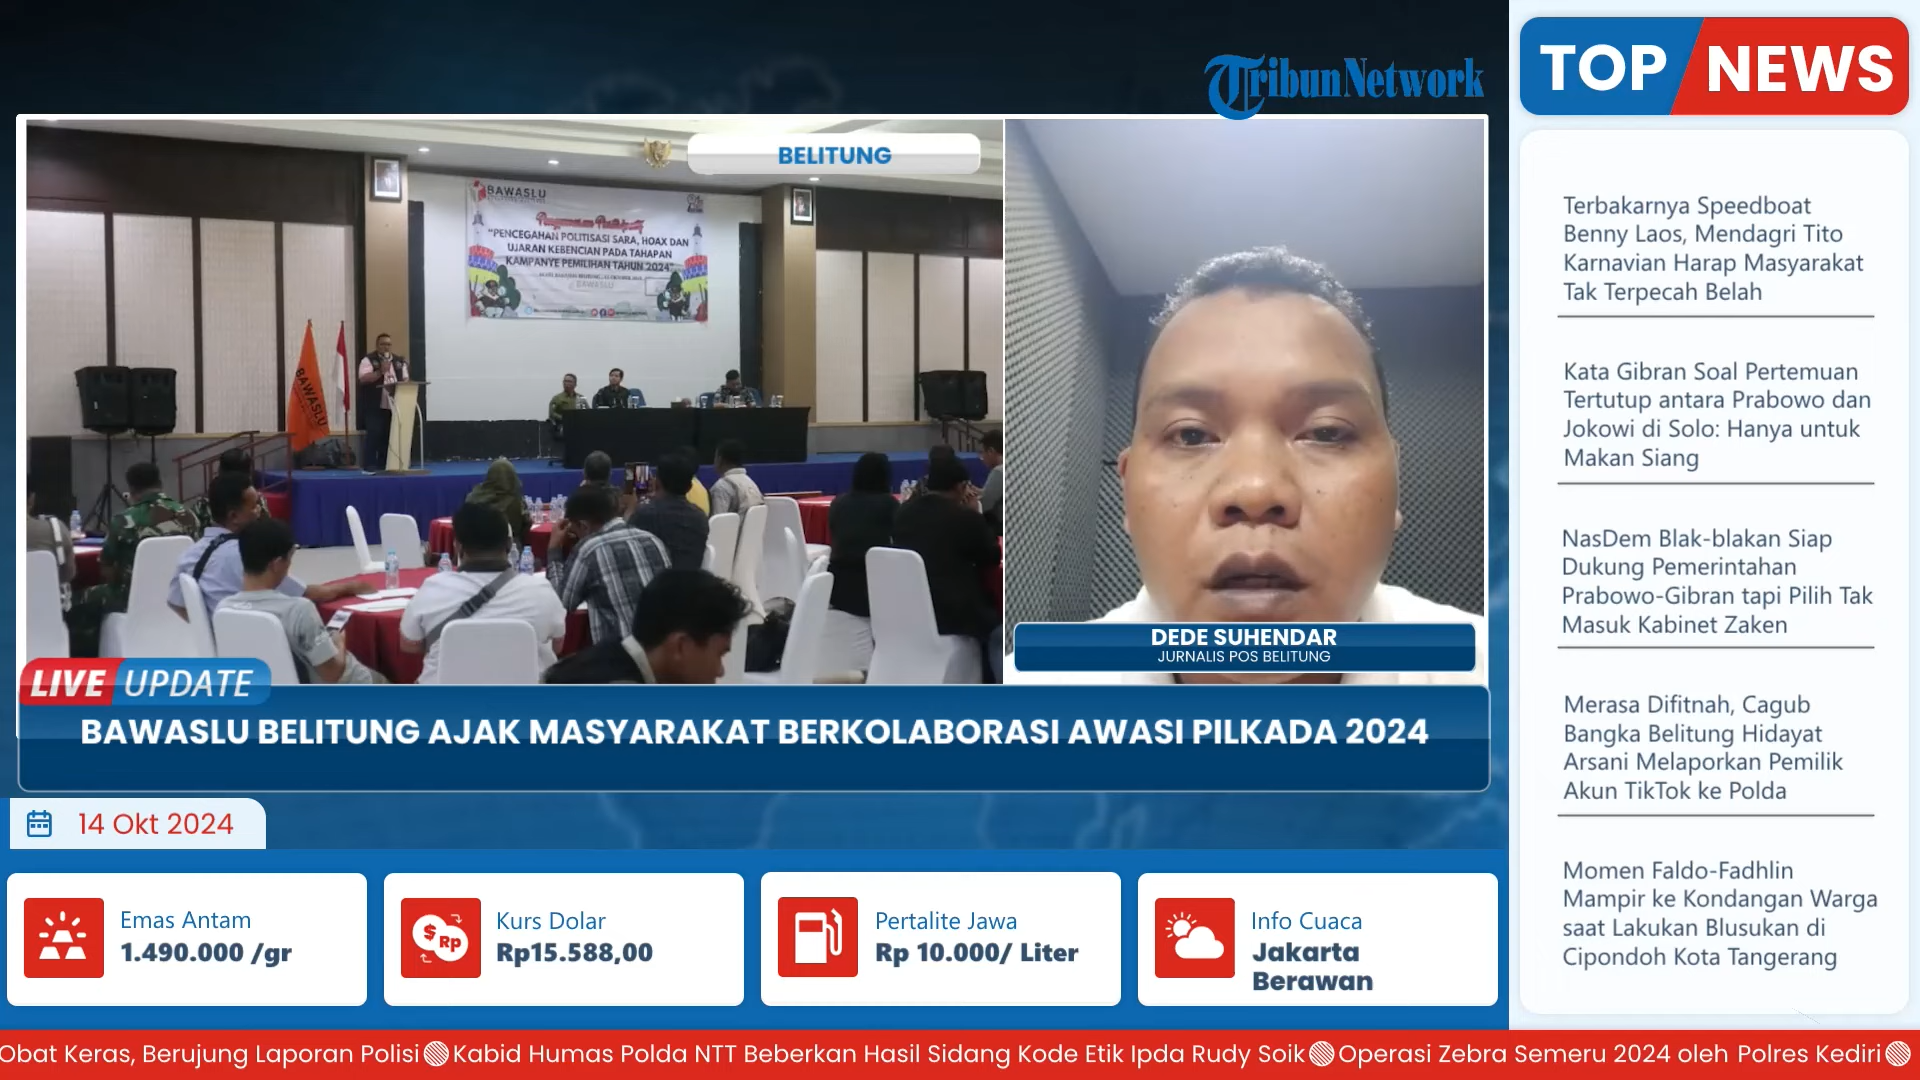 TribunNetwork
TOP NEWS
BELITUNG
BAWASLU
Pengawasan Partisipatif
"PENCEGAHAN POLITISASI SARA, HOAX DAN
UJARAN KEBENCIAN PADA TAHAPAN
KAMPANYE PEMILIHAN TAHUN 2024"
BAWASLU
BAWASLU
DEDE SUHENDAR
JURNALIS POS BELITUNG
LIVE UPDATE
BAWASLU BELITUNG AJAK MASYARAKAT BERKOLABORASI AWASI PILKADA 2024
14 Okt 2024
Emas Antam
1.490.000 /gr
Kurs Dolar
Rp15.588,00
$ Rp
Pertalite Jawa
Rp 10.000/ Liter
Info Cuaca
Jakarta
Berawan
Terbakarnya Speedboat
Benny Laos, Mendagri Tito
Karnavian Harap Masyarakat
Tak Terpecah Belah
Kata Gibran Soal Pertemuan
Tertutup antara Prabowo dan
Jokowi di Solo: Hanya untuk
Makan Siang
NasDem Blak-blakan Siap
Dukung Pemerintahan
Prabowo-Gibran tapi Pilih Tak
Masuk Kabinet Zaken
Merasa Difitnah, Cagub
Bangka Belitung Hidayat
Arsani Melaporkan Pemilik
Akun TikTok ke Polda
Momen Faldo-Fadhlin
Mampir ke Kondangan Warga
saat Lakukan Blusukan di
Cipondoh Kota Tangerang
Obat Keras, Berujung Laporan Polisi Kabid Humas Polda NTT Beberkan Hasil Sidang Kode Etik Ipda Rudy Soik Operasi Zebra Semeru 2024 oleh Polres Kediri